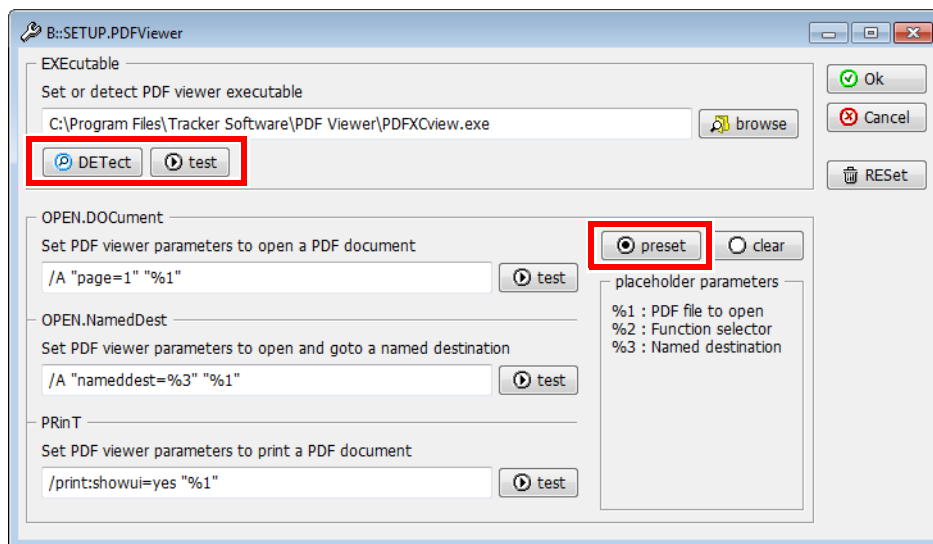 B::SETUP.PDFViewer
EXEcutable
Set or detect PDF viewer executable
C:\Program Files\Tracker Software\PDF Viewer\PDFXCview.exe
browse
DETect
test
Ok
Cancel
RESet
OPEN.DOCument
Set PDF viewer parameters to open a PDF document
/A "page=1" "%1"
test
preset
clear
placeholder parameters
%1 : PDF file to open
%2 : Function selector
%3 : Named destination
OPEN.NamedDest
Set PDF viewer parameters to open and goto a named destination
/A "nameddest=%3" "%1"
test
PRinT
Set PDF viewer parameters to print a PDF document
/print:showui=yes "%1"
test